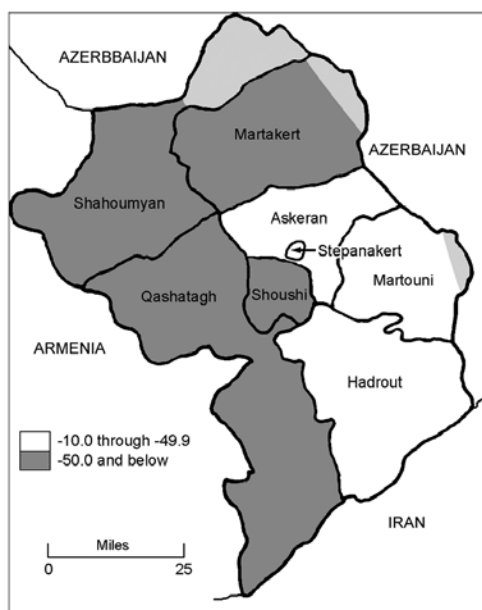 AZERBBAIJAN
Martakert
AZERBAIJAN
Shahoumyan
Askeran
Stepanakert
Qashatagh
Shoushi
Martouni
ARMENIA
Hadrout
-10.0 through -49.9
-50.0 and below
IRAN
Miles
0 25